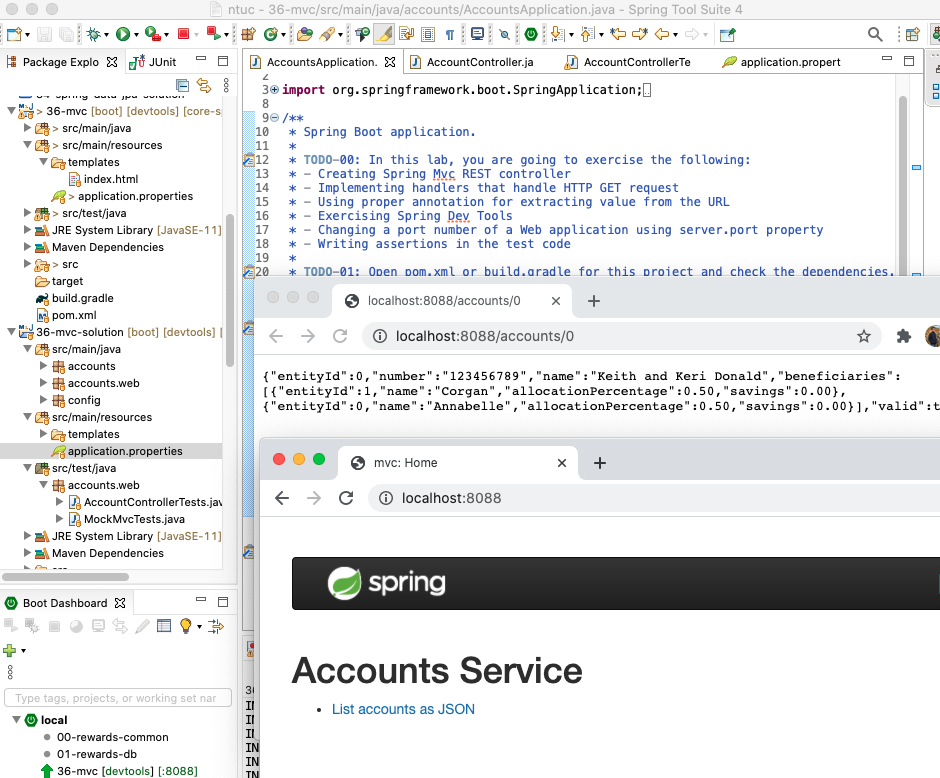 ntuc - 36-mvc/src/main/java/accounts/AccountsApplication.java - Spring Tool Suite 4
Package Explo
JUnit
36-mvc [boot] [devtools] [core-s
> src/main/java
> src/main/resources
templates
index.html
> application.properties
> src/test/java
JRE System Library [JavaSE-11]
Maven Dependencies
> src
target
build.gradle
pom.xml
36-mvc-solution [boot] [devtools] [
src/main/java
accounts
accounts.web
config
src/main/resources
templates
application.properties
src/test/java
accounts.web
AccountControllerTests.jav
MockMvcTests.java
JRE System Library [JavaSE-11]
Maven Dependencies
Boot Dashboard
Type tags, projects, or working set nar
local
00-rewards-common
01-rewards-db
36-mvc [devtools] [:8088]
AccountsApplication.
AccountController.ja
AccountControllerTe
application.propert
2
3 import org.springframework.boot.SpringApplication;
8
9 /**
10 * Spring Boot application.
11 *
12 * TODO-00: In this lab, you are going to exercise the following:
13 * - Creating Spring Mvc REST controller
14 * - Implementing handlers that handle HTTP GET request
15 * - Using proper annotation for extracting value from the URL
16 * - Exercising Spring Dev Tools
17 * - Changing a port number of a Web application using server.port property
18 * - Writing assertions in the test code
19 *
20 * TODO-01: Open pom.xml or build.gradle for this project and check the dependencies.
localhost:8088/accounts/0
localhost:8088/accounts/0
{"entityId":0,"number":"123456789","name":"Keith and Keri Donald","beneficiaries":
[{"entityId":1,"name":"Corgan","allocationPercentage":0.50,"savings":0.00},
{"entityId":0,"name":"Annabelle","allocationPercentage":0.50,"savings":0.00}],"valid":t
mvc: Home
localhost:8088
spring
Accounts Service
List accounts as JSON